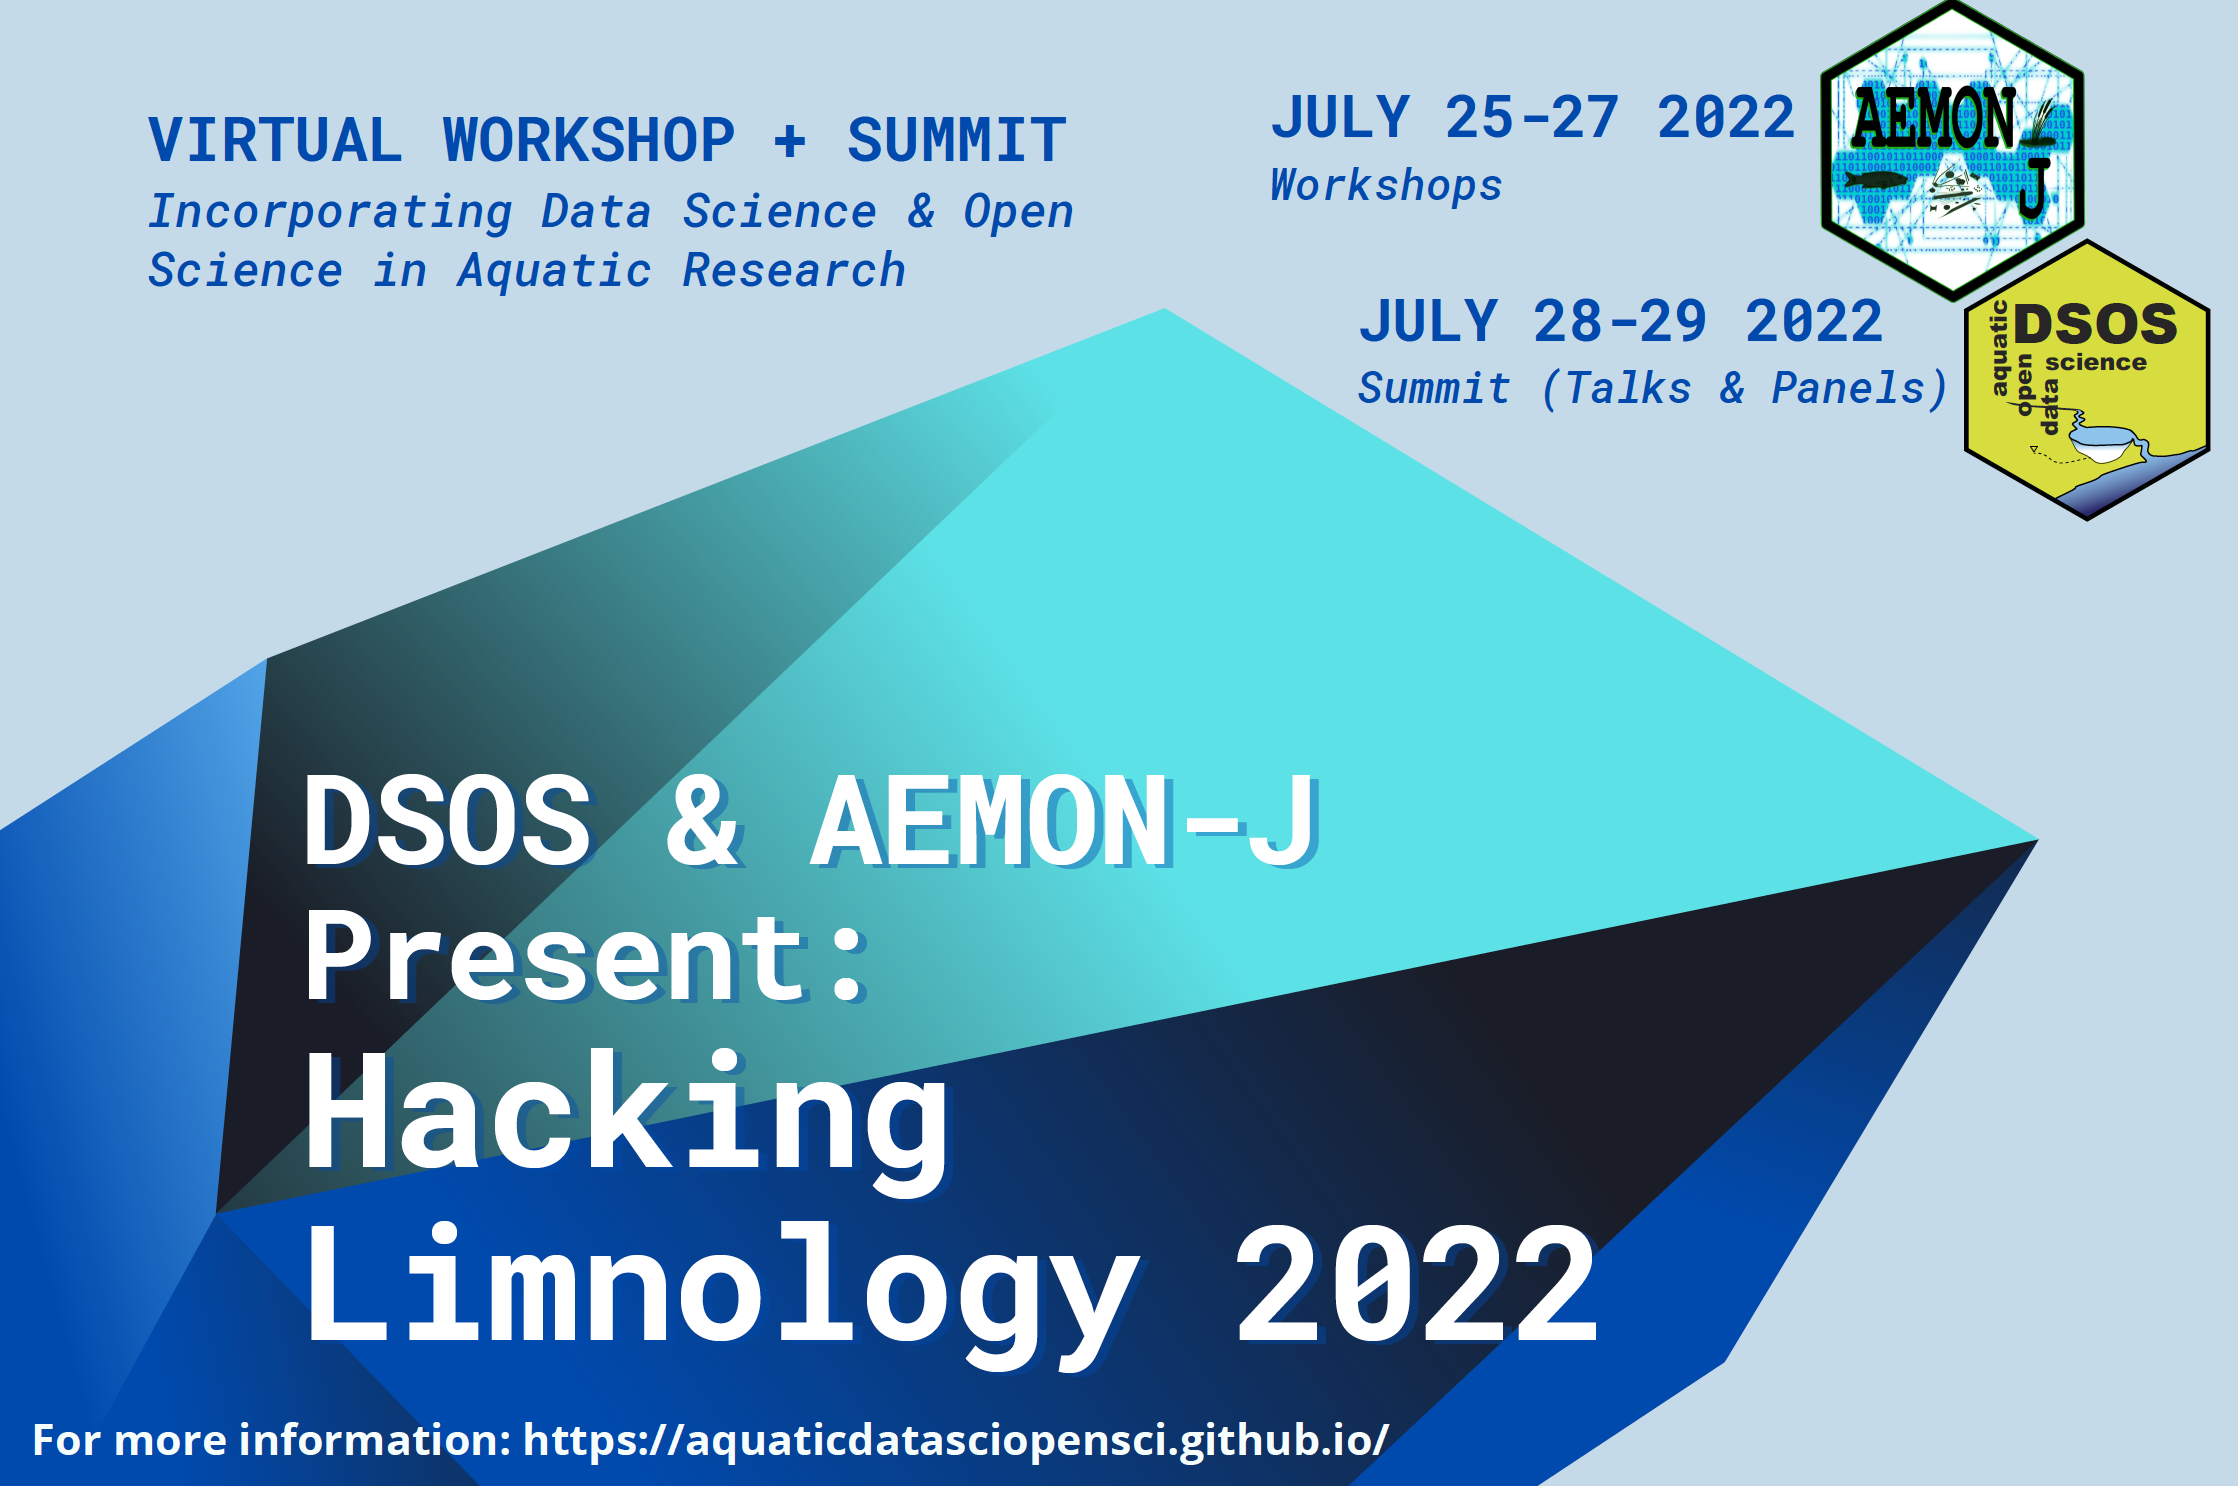 VIRTUAL WORKSHOP + SUMMIT
Incorporating Data Science & Open
Science in Aquatic Research
JULY 25-27 2022
Workshops
JULY 28-29 2022
Summit (Talks & Panels)
AEMON
J
DSOS
science
aquatic
open
data
DSOS & AEMON-J
Present:
Hacking
Limnology 2022
For more information: https://aquaticdatasciopensci.github.io/